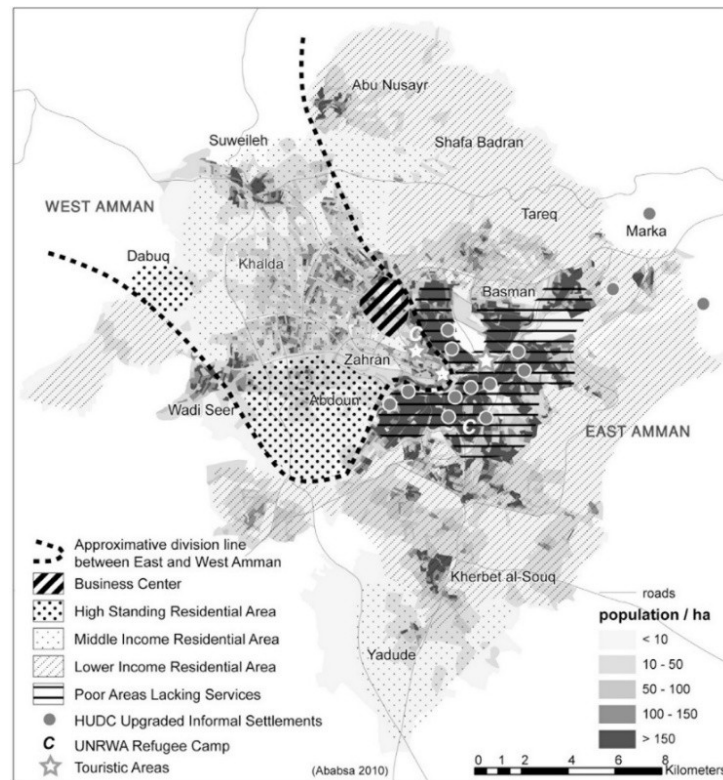 Abu Nusayr
Suweileh
Shafa Badran
WEST AMMAN
Tareq
Marka
Dabuq
Khalda
Basman
C
Zahran
Wadi Seer
Abdoun
C
EAST AMMAN
Kherbet al-Souq
Yadude
Approximative division line
between East and West Amman
Business Center
High Standing Residential Area
Middle Income Residential Area
Lower Income Residential Area
Poor Areas Lacking Services
HUDC Upgraded Informal Settlements
C UNRWA Refugee Camp
Touristic Areas
(Ababsa 2010)
roads
population / ha
< 10
10 - 50
50 - 100
100 - 150
> 150
0 2 4 6 8
Kilometers